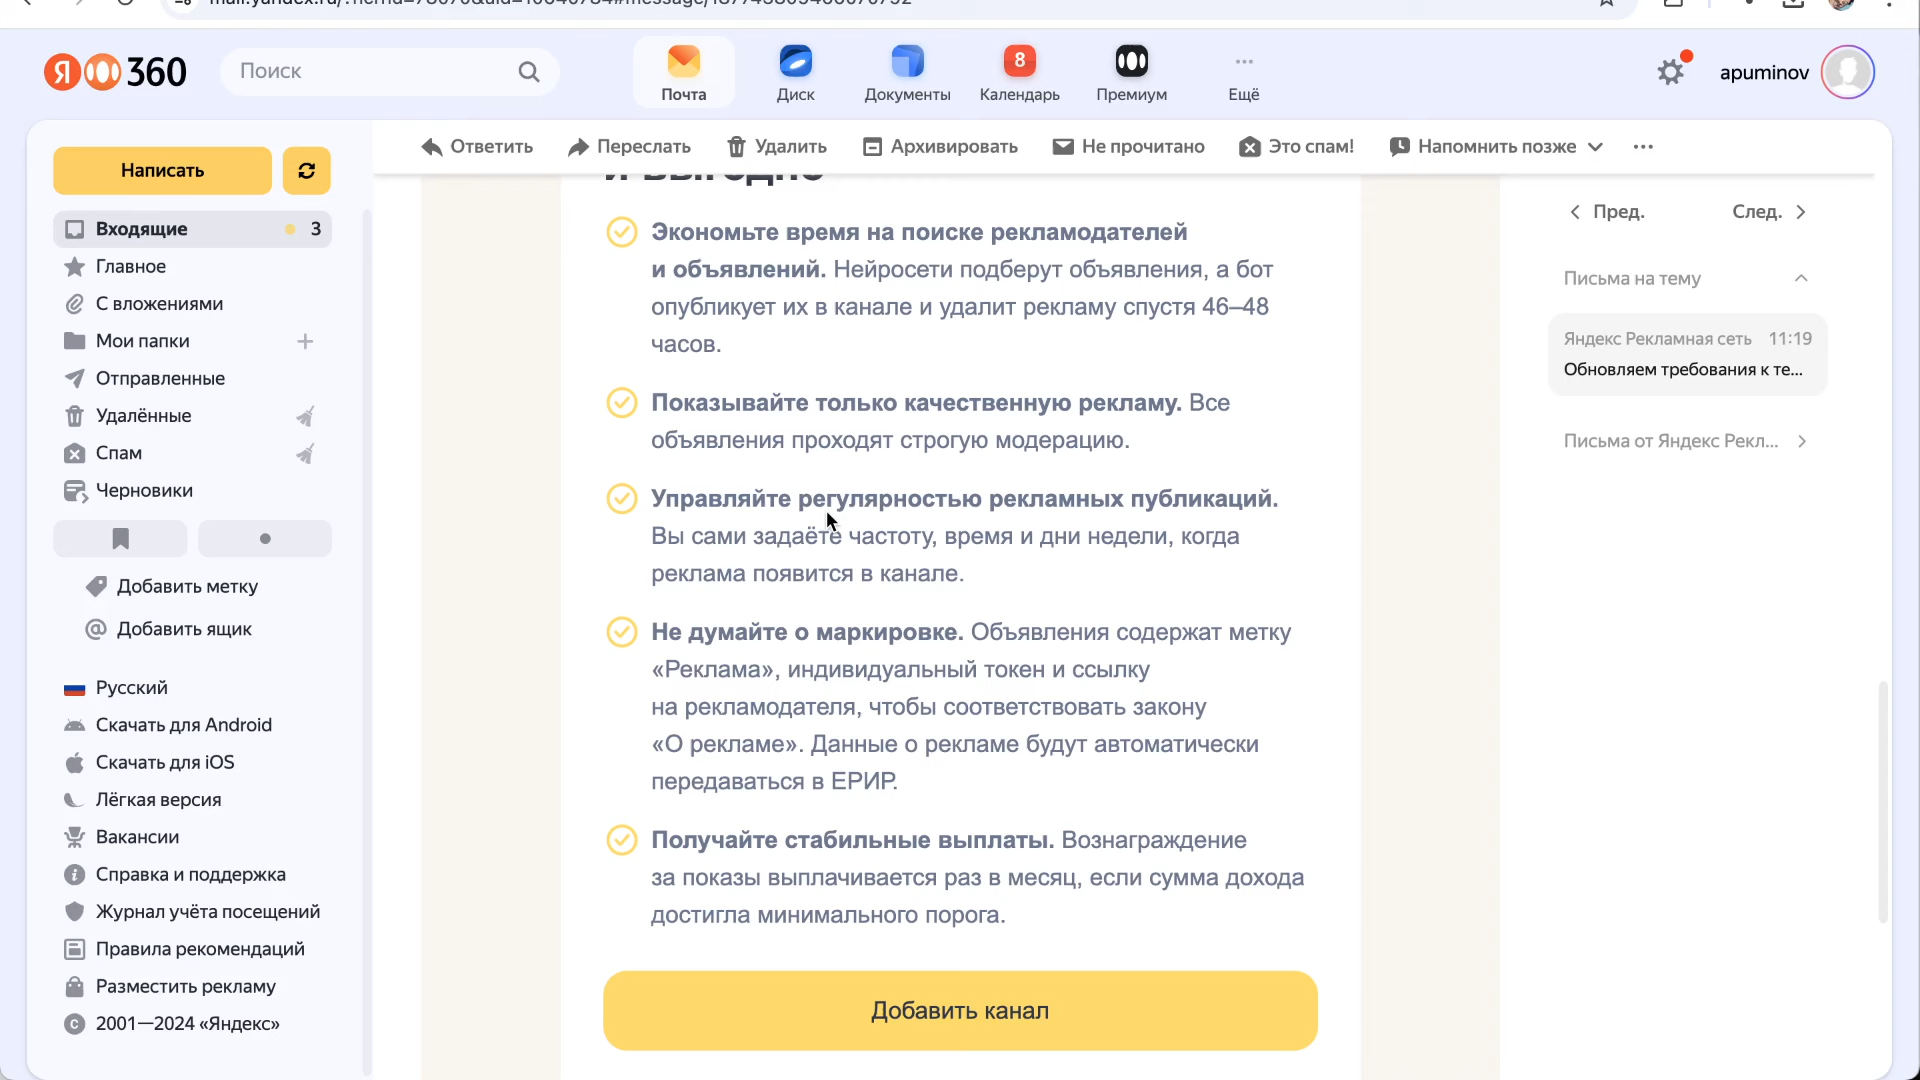 Я 360
Поиск
Почта
Диск
Документы
8
Календарь
Премиум
Ещё
apuminov
Написать
Ответить
Переслать
Удалить
Архивировать
Не прочитано
Это спам!
Напомнить позже
Входящие 3
Главное
С вложениями
Мои папки
Отправленные
Удалённые
Спам
Черновики
Добавить метку
Добавить ящик
Русский
Скачать для Android
Скачать для iOS
Лёгкая версия
Вакансии
Справка и поддержка
Журнал учёта посещений
Правила рекомендаций
Разместить рекламу
2001—2024 «Яндекс»
и выгодно
Экономьте время на поиске рекламодателей
и объявлений. Нейросети подберут объявления, а бот
опубликует их в канале и удалит рекламу спустя 46–48
часов.
Показывайте только качественную рекламу. Все
объявления проходят строгую модерацию.
Управляйте регулярностью рекламных публикаций.
Вы сами задаёте частоту, время и дни недели, когда
реклама появится в канале.
Не думайте о маркировке. Объявления содержат метку
«Реклама», индивидуальный токен и ссылку
на рекламодателя, чтобы соответствовать закону
«О рекламе». Данные о рекламе будут автоматически
передаваться в ЕРИР.
Получайте стабильные выплаты. Вознаграждение
за показы выплачивается раз в месяц, если сумма дохода
достигла минимального порога.
Добавить канал
Пред.
След.
Письма на тему
Яндекс Рекламная сеть 11:19
Обновляем требования к те...
Письма от Яндекс Рекл...